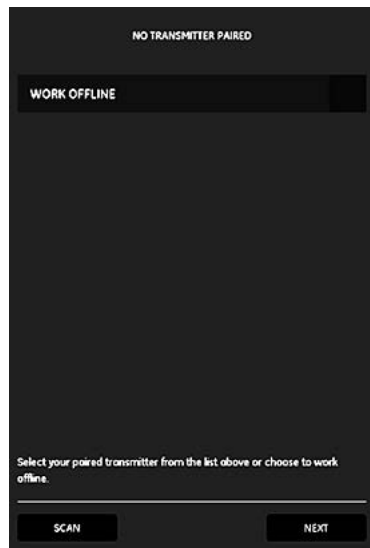 NO TRANSMITTER PAIRED
WORK OFFLINE
Select your paired transmitter from the list above or choose to work
offline.
SCAN
NEXT